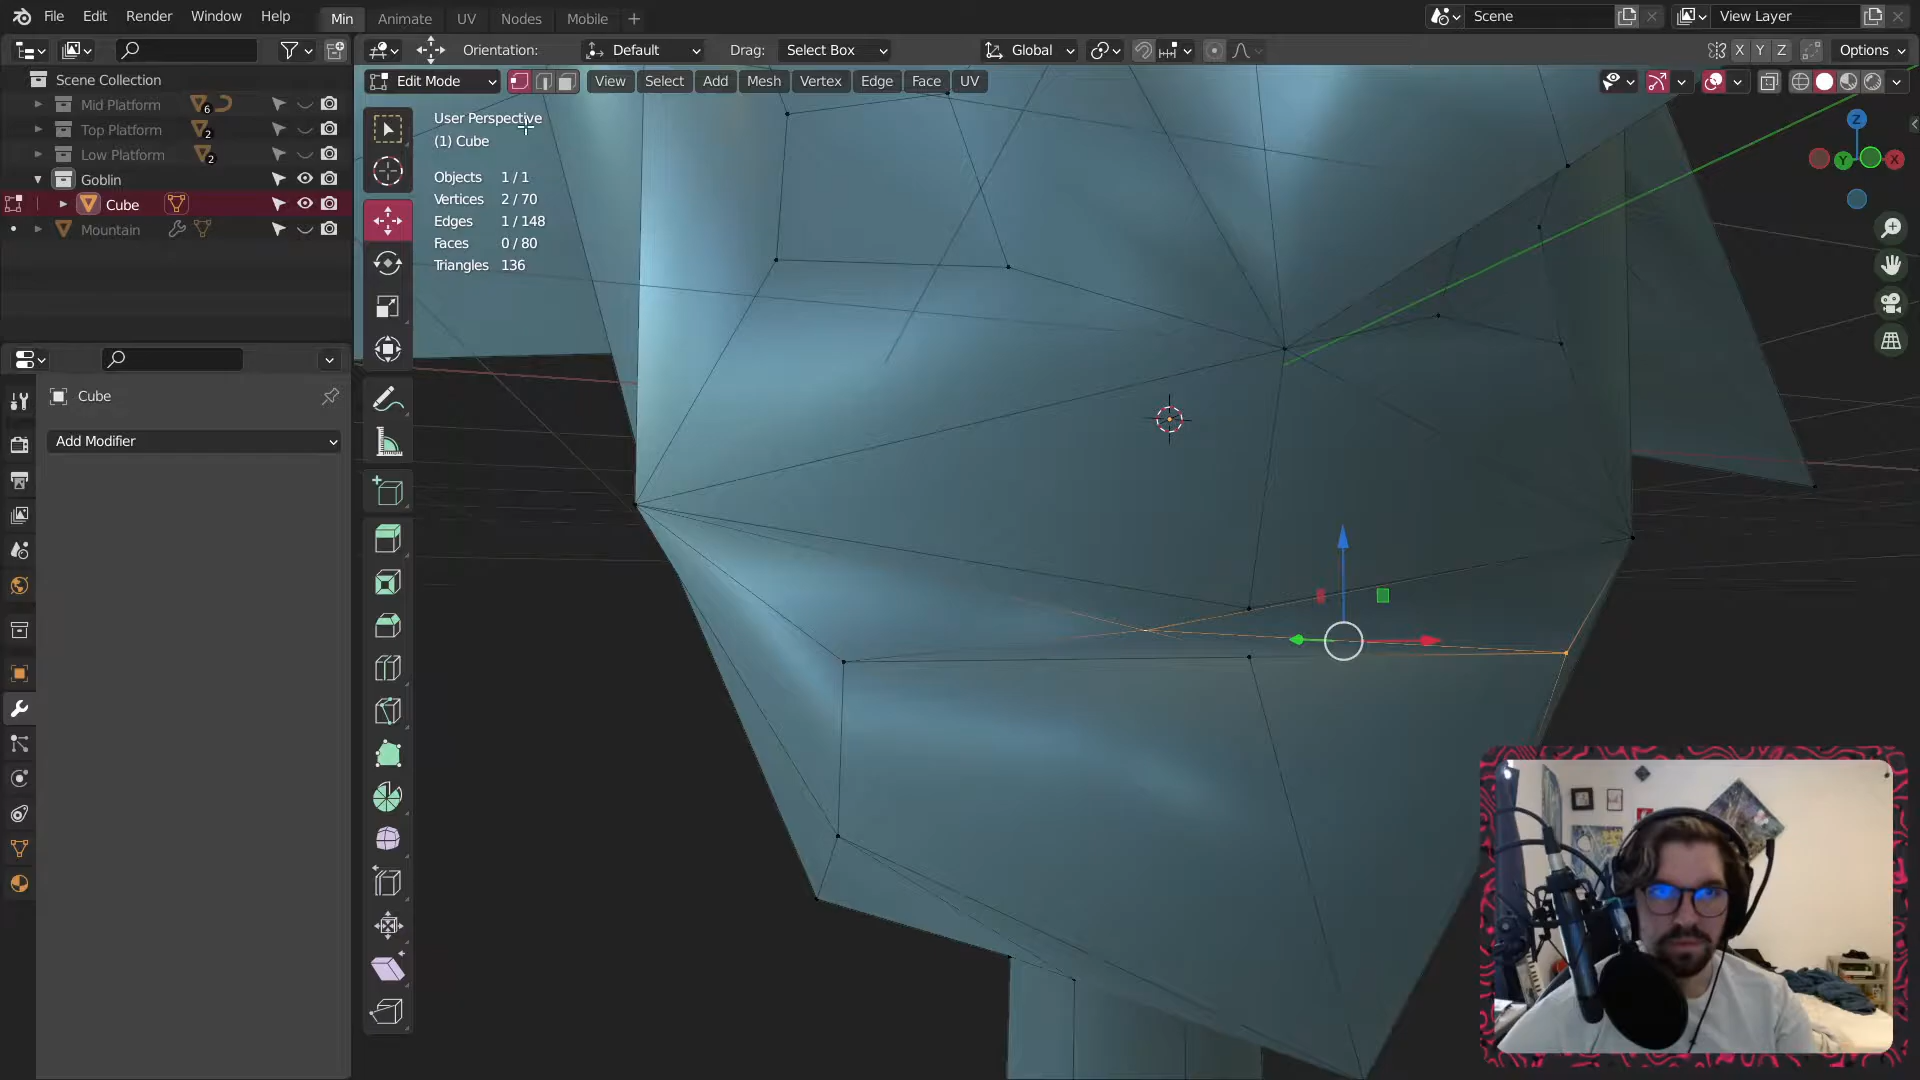 File Edit Render Window Help Min Animate UV Nodes Mobile Scene View Layer
Orientation: Default Drag: Select Box Global X Y Z Options
Scene Collection Edit Mode View Select Add Mesh Vertex Edge Face UV
Mid Platform 6
Top Platform 2
Low Platform 2
Goblin
Cube
Mountain
User Perspective
(1) Cube
Objects 1 / 1
Vertices 2 / 70
Edges 1 / 148
Faces 0 / 80
Triangles 136
Z
Y X
Cube
Add Modifier